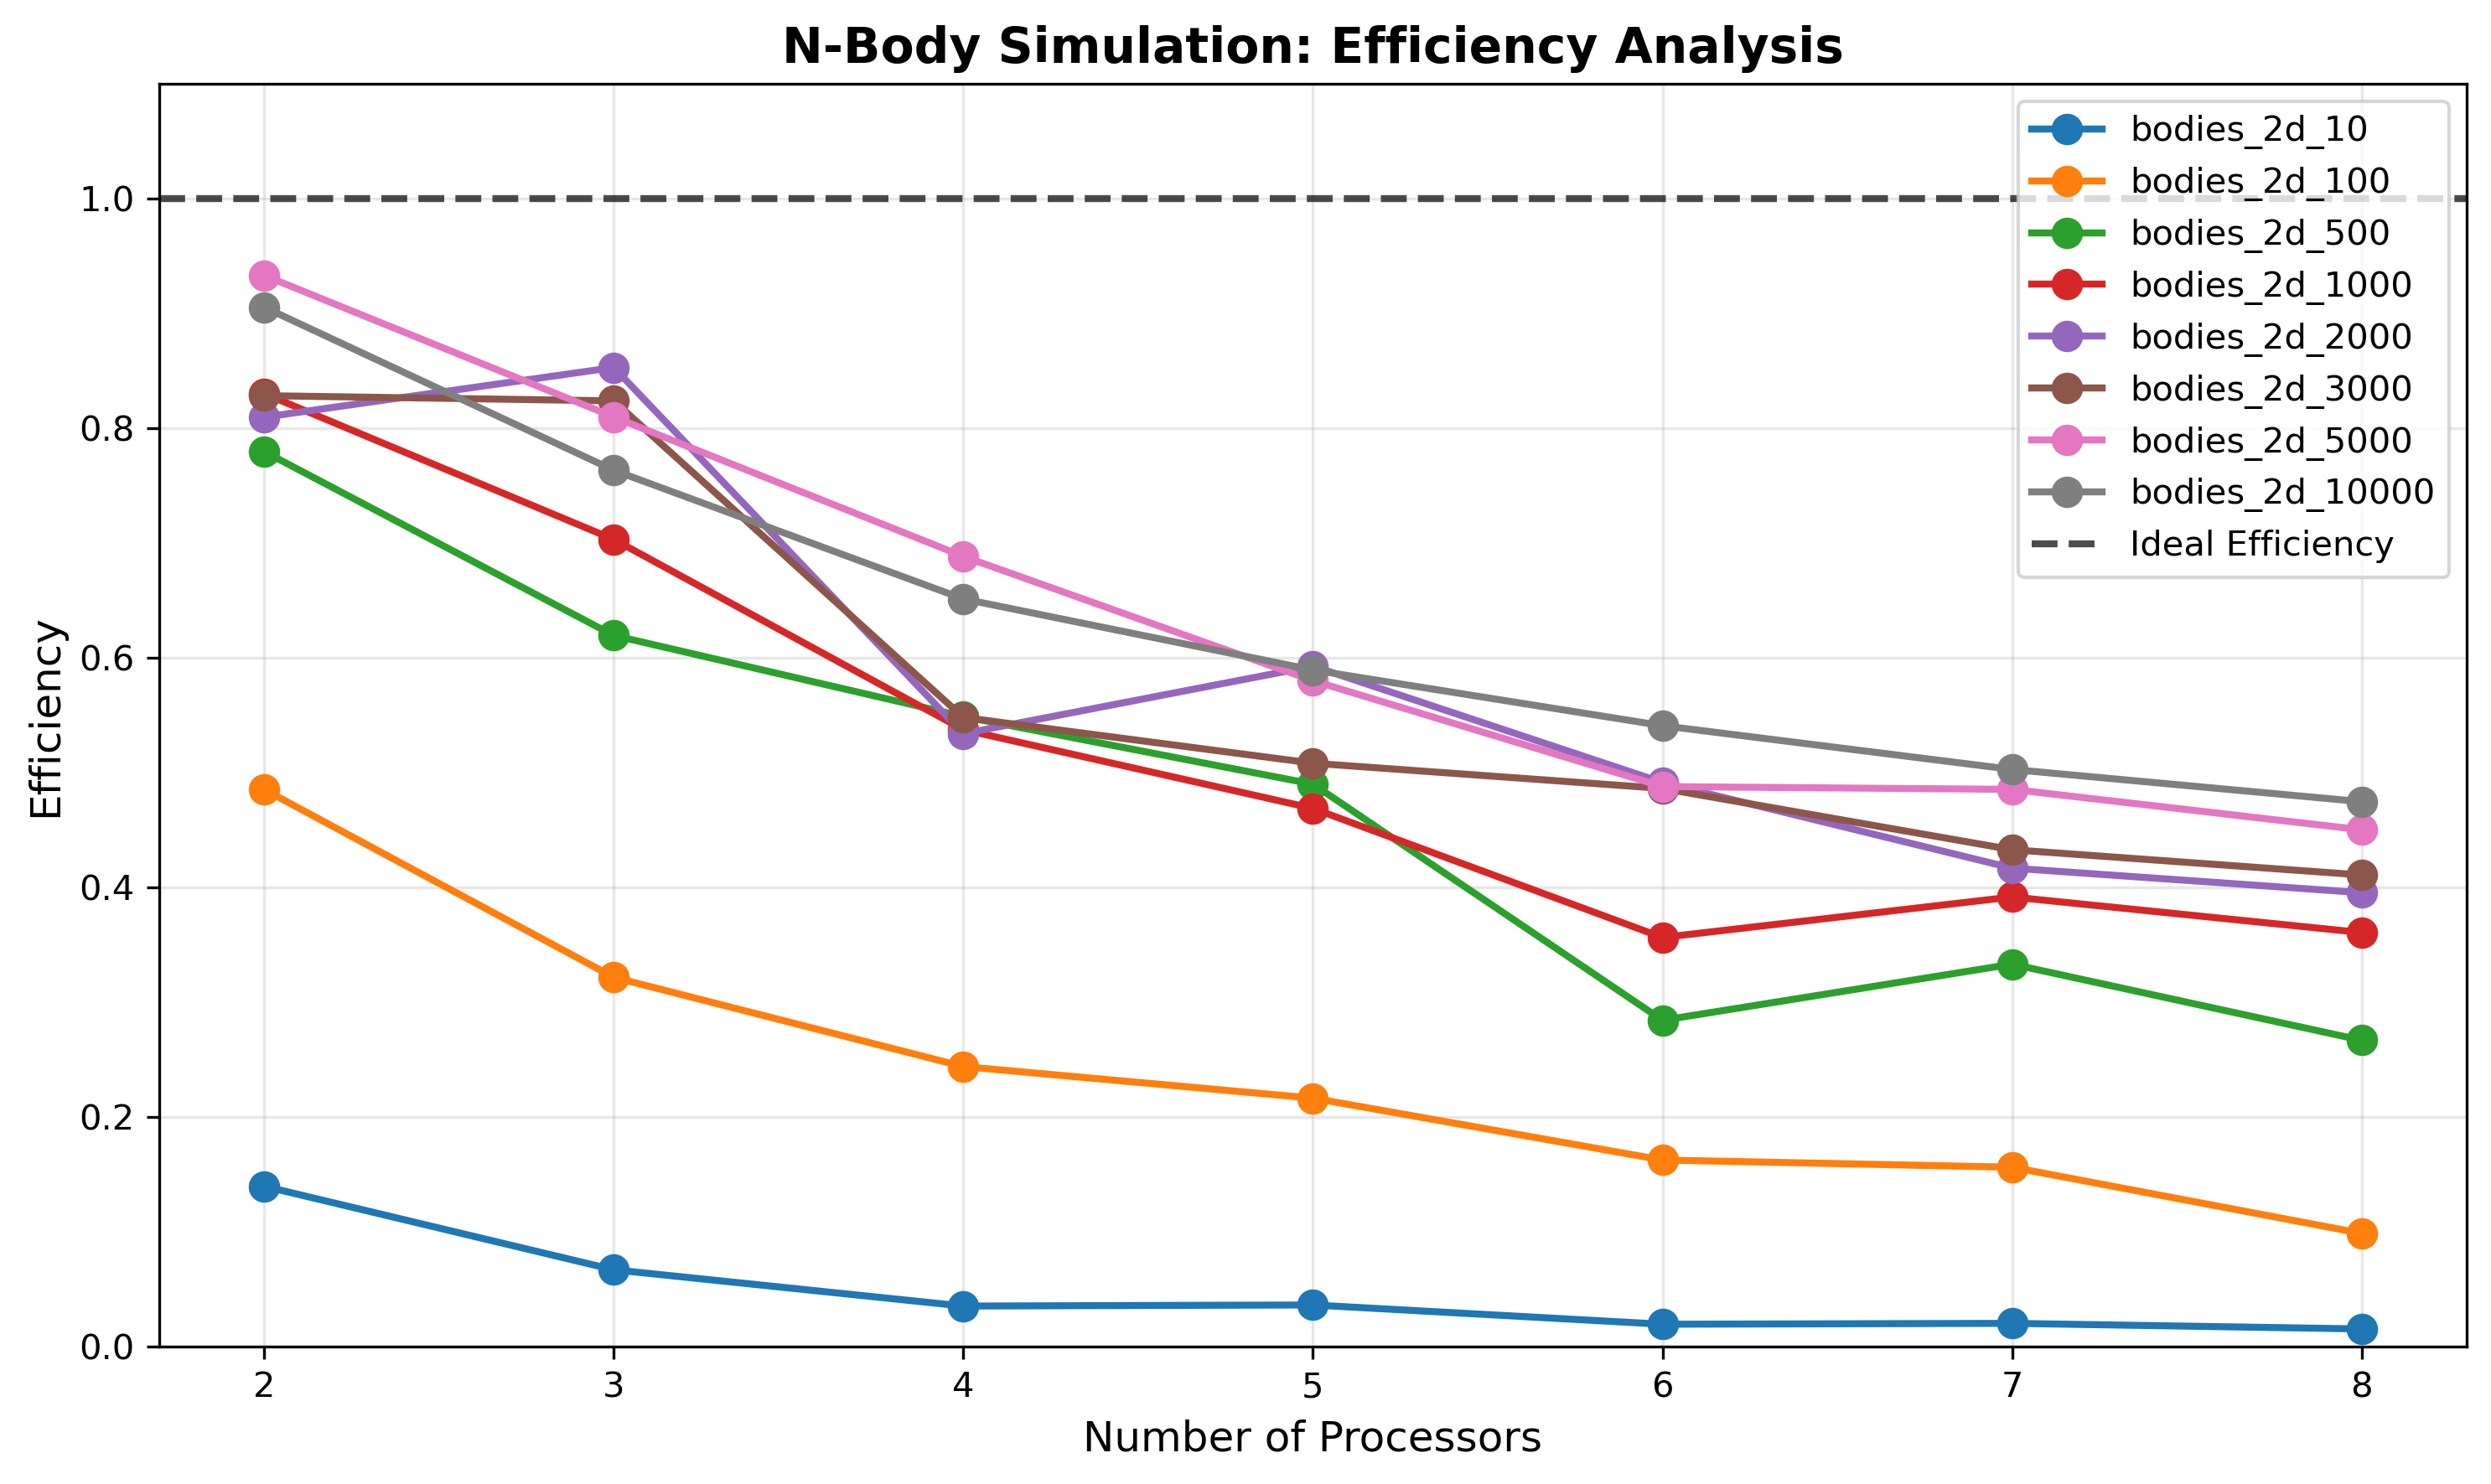 N-Body Simulation: Efficiency Analysis
bodies_2d_10
bodies_2d_100
bodies_2d_500
bodies_2d_1000
bodies_2d_2000
bodies_2d_3000
bodies_2d_5000
bodies_2d_10000
Ideal Efficiency
Efficiency
1.0
0.8
0.6
0.4
0.2
0.0
2 3 4 5 6 7 8
Number of Processors